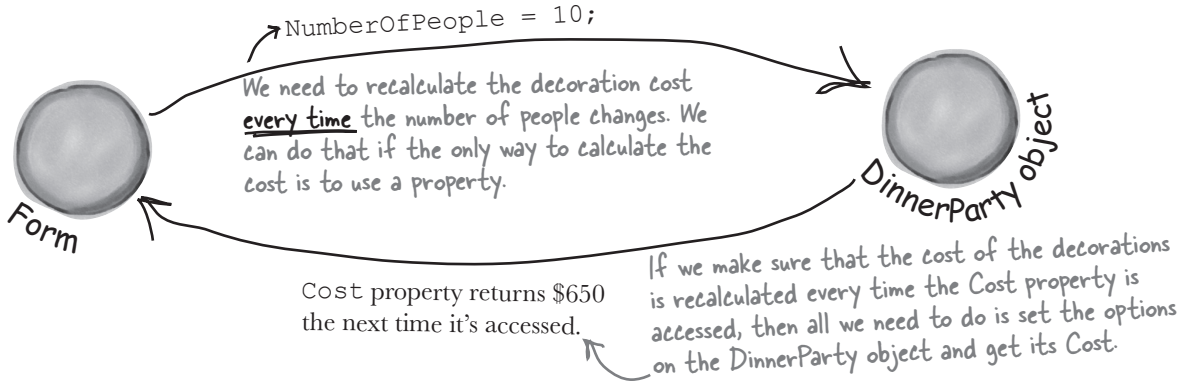 NumberOfPeople = 10;
We need to recalculate the decoration cost
every time the number of people changes. We
can do that if the only way to calculate the
cost is to use a property.
Form
DinnerParty object
Cost property returns $650
the next time it's accessed.
If we make sure that the cost of the decorations
is recalculated every time the Cost property is
accessed, then all we need to do is set the options
on the DinnerParty object and get its Cost.